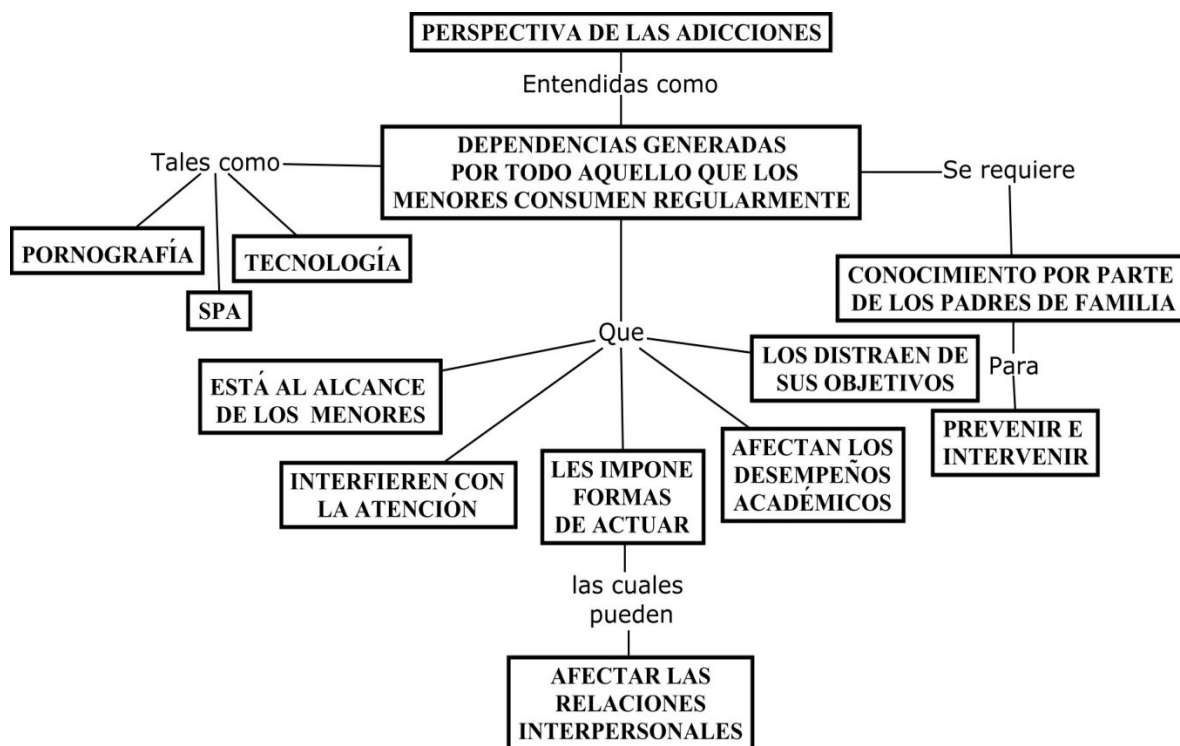 PERSPECTIVA DE LAS ADICCIONES
Entendidas como
DEPENDENCIAS GENERADAS
POR TODO AQUELLO QUE LOS
MENORES CONSUMEN REGULARMENTE
Tales como
PORNOGRAFÍA
SPA
TECNOLOGÍA
Se requiere
CONOCIMIENTO POR PARTE
DE LOS PADRES DE FAMILIA
Para
PREVENIR E
INTERVENIR
Que
ESTÁ AL ALCANCE
DE LOS MENORES
INTERFIEREN CON
LA ATENCIÓN
LES IMPONE
FORMAS
DE ACTUAR
AFECTAN LOS
DESEMPEÑOS
ACADÉMICOS
LOS DISTRAEN DE
SUS OBJETIVOS
las cuales
pueden
AFECTAR LAS
RELACIONES
INTERPERSONALES